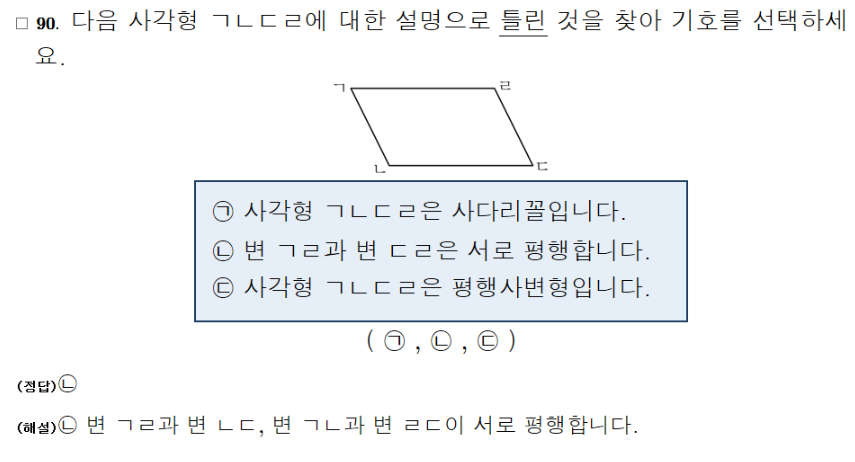 □ 90. 다음 사각형 ㄱㄴㄷㄹ에 대한 설명으로 틀린 것을 찾아 기호를 선택하세
요.
ㄱ ㄹ
ㄴ ㄷ
㉠ 사각형 ㄱㄴㄷㄹ은 사다리꼴입니다.
㉡ 변 ㄱㄹ과 변 ㄷㄹ은 서로 평행합니다.
㉢ 사각형 ㄱㄴㄷㄹ은 평행사변형입니다.
( ㉠ , ㉡ , ㉢ )
(정답)㉡
(해설)㉡ 변 ㄱㄹ과 변 ㄴㄷ, 변 ㄱㄴ과 변 ㄹㄷ이 서로 평행합니다.